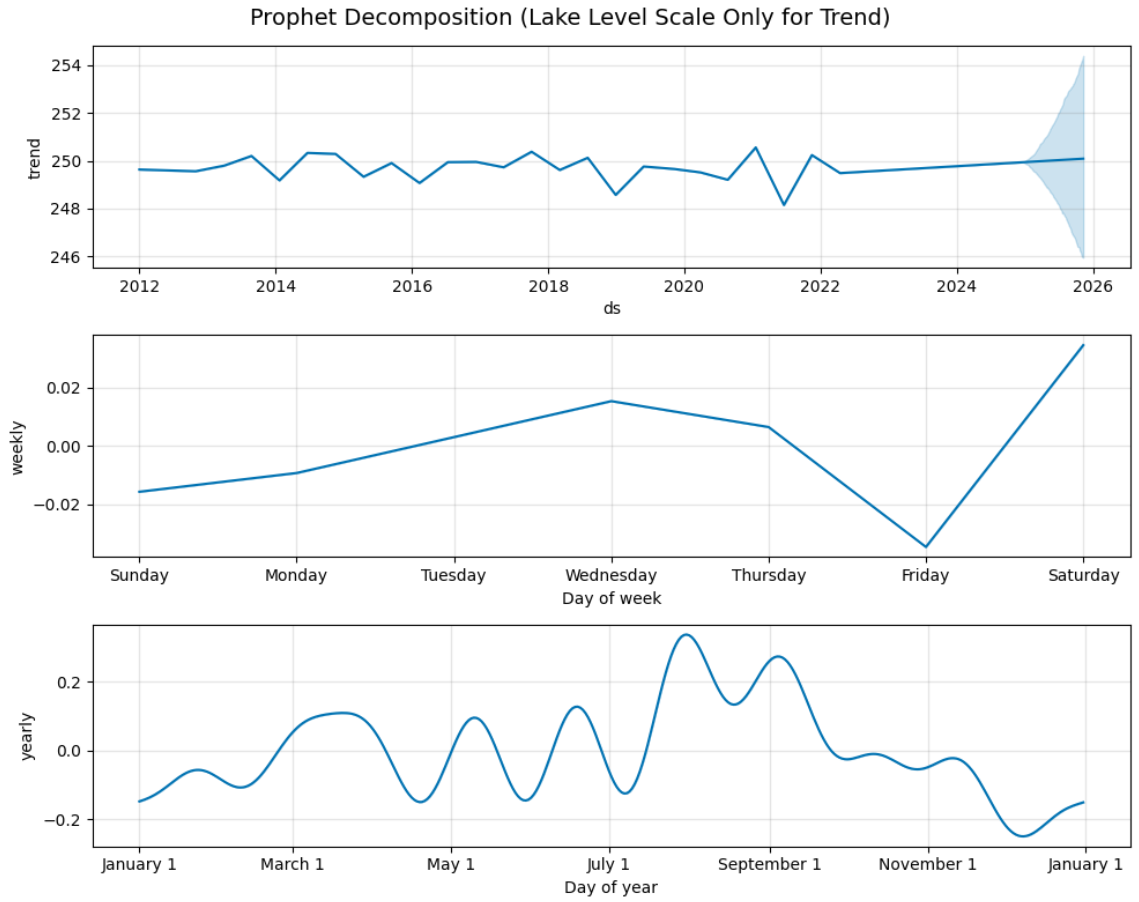 Prophet Decomposition (Lake Level Scale Only for Trend)
254
252
250
248
246
trend
2012 2014 2016 2018 2020 2022 2024 2026
ds
0.02
0.00
−0.02
weekly
Sunday Monday Tuesday Wednesday Thursday Friday Saturday
Day of week
0.2
0.0
−0.2
yearly
January 1 March 1 May 1 July 1 September 1 November 1 January 1
Day of year